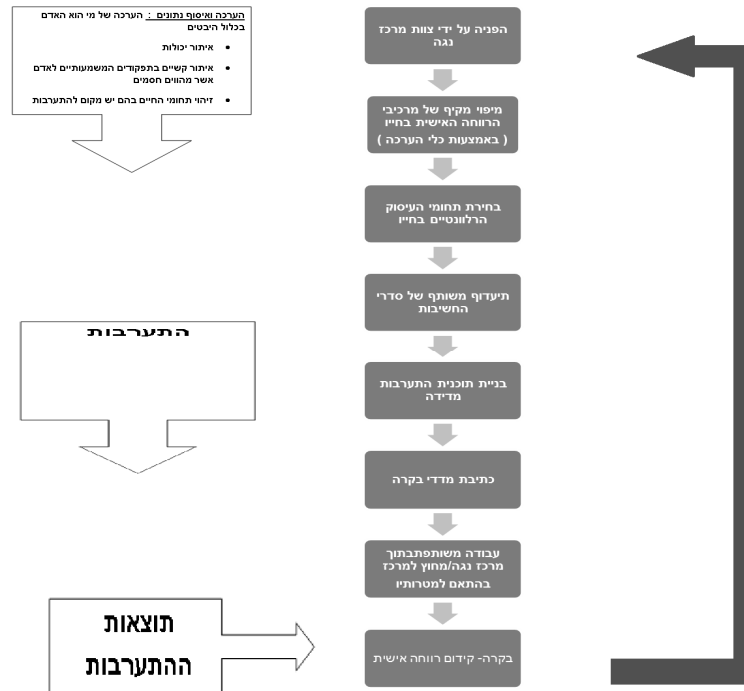 הערכה ואיסוף נתונים : הערכה של מי הוא האדם
בכלול היבטים
• איתור יכולות
• איתור קשיים בתפקודים המשמעותיים לאדם
אשר מהווים חסמים
• זיהוי תחומי החיים בהם יש מקום להתערבות
הפניה על ידי צוות מרכז
נגה
מיפוי מקיף של מרכיבי
הרווחה האישית בחייו
( באמצעות כלי הערכה )
בחירת תחומי העיסוק
הרלוונטיים בחייו
תיעדוף משותף של סדרי
החשיבות
התערבות
בניית תוכנית התערבות
מדידה
כתיבת מדדי בקרה
עבודה משותפתבתוך
מרכז נגה/מחוץ למרכז
בהתאם למטרותיו
תוצאות
ההתערבות
בקרה- קידום רווחה אישית